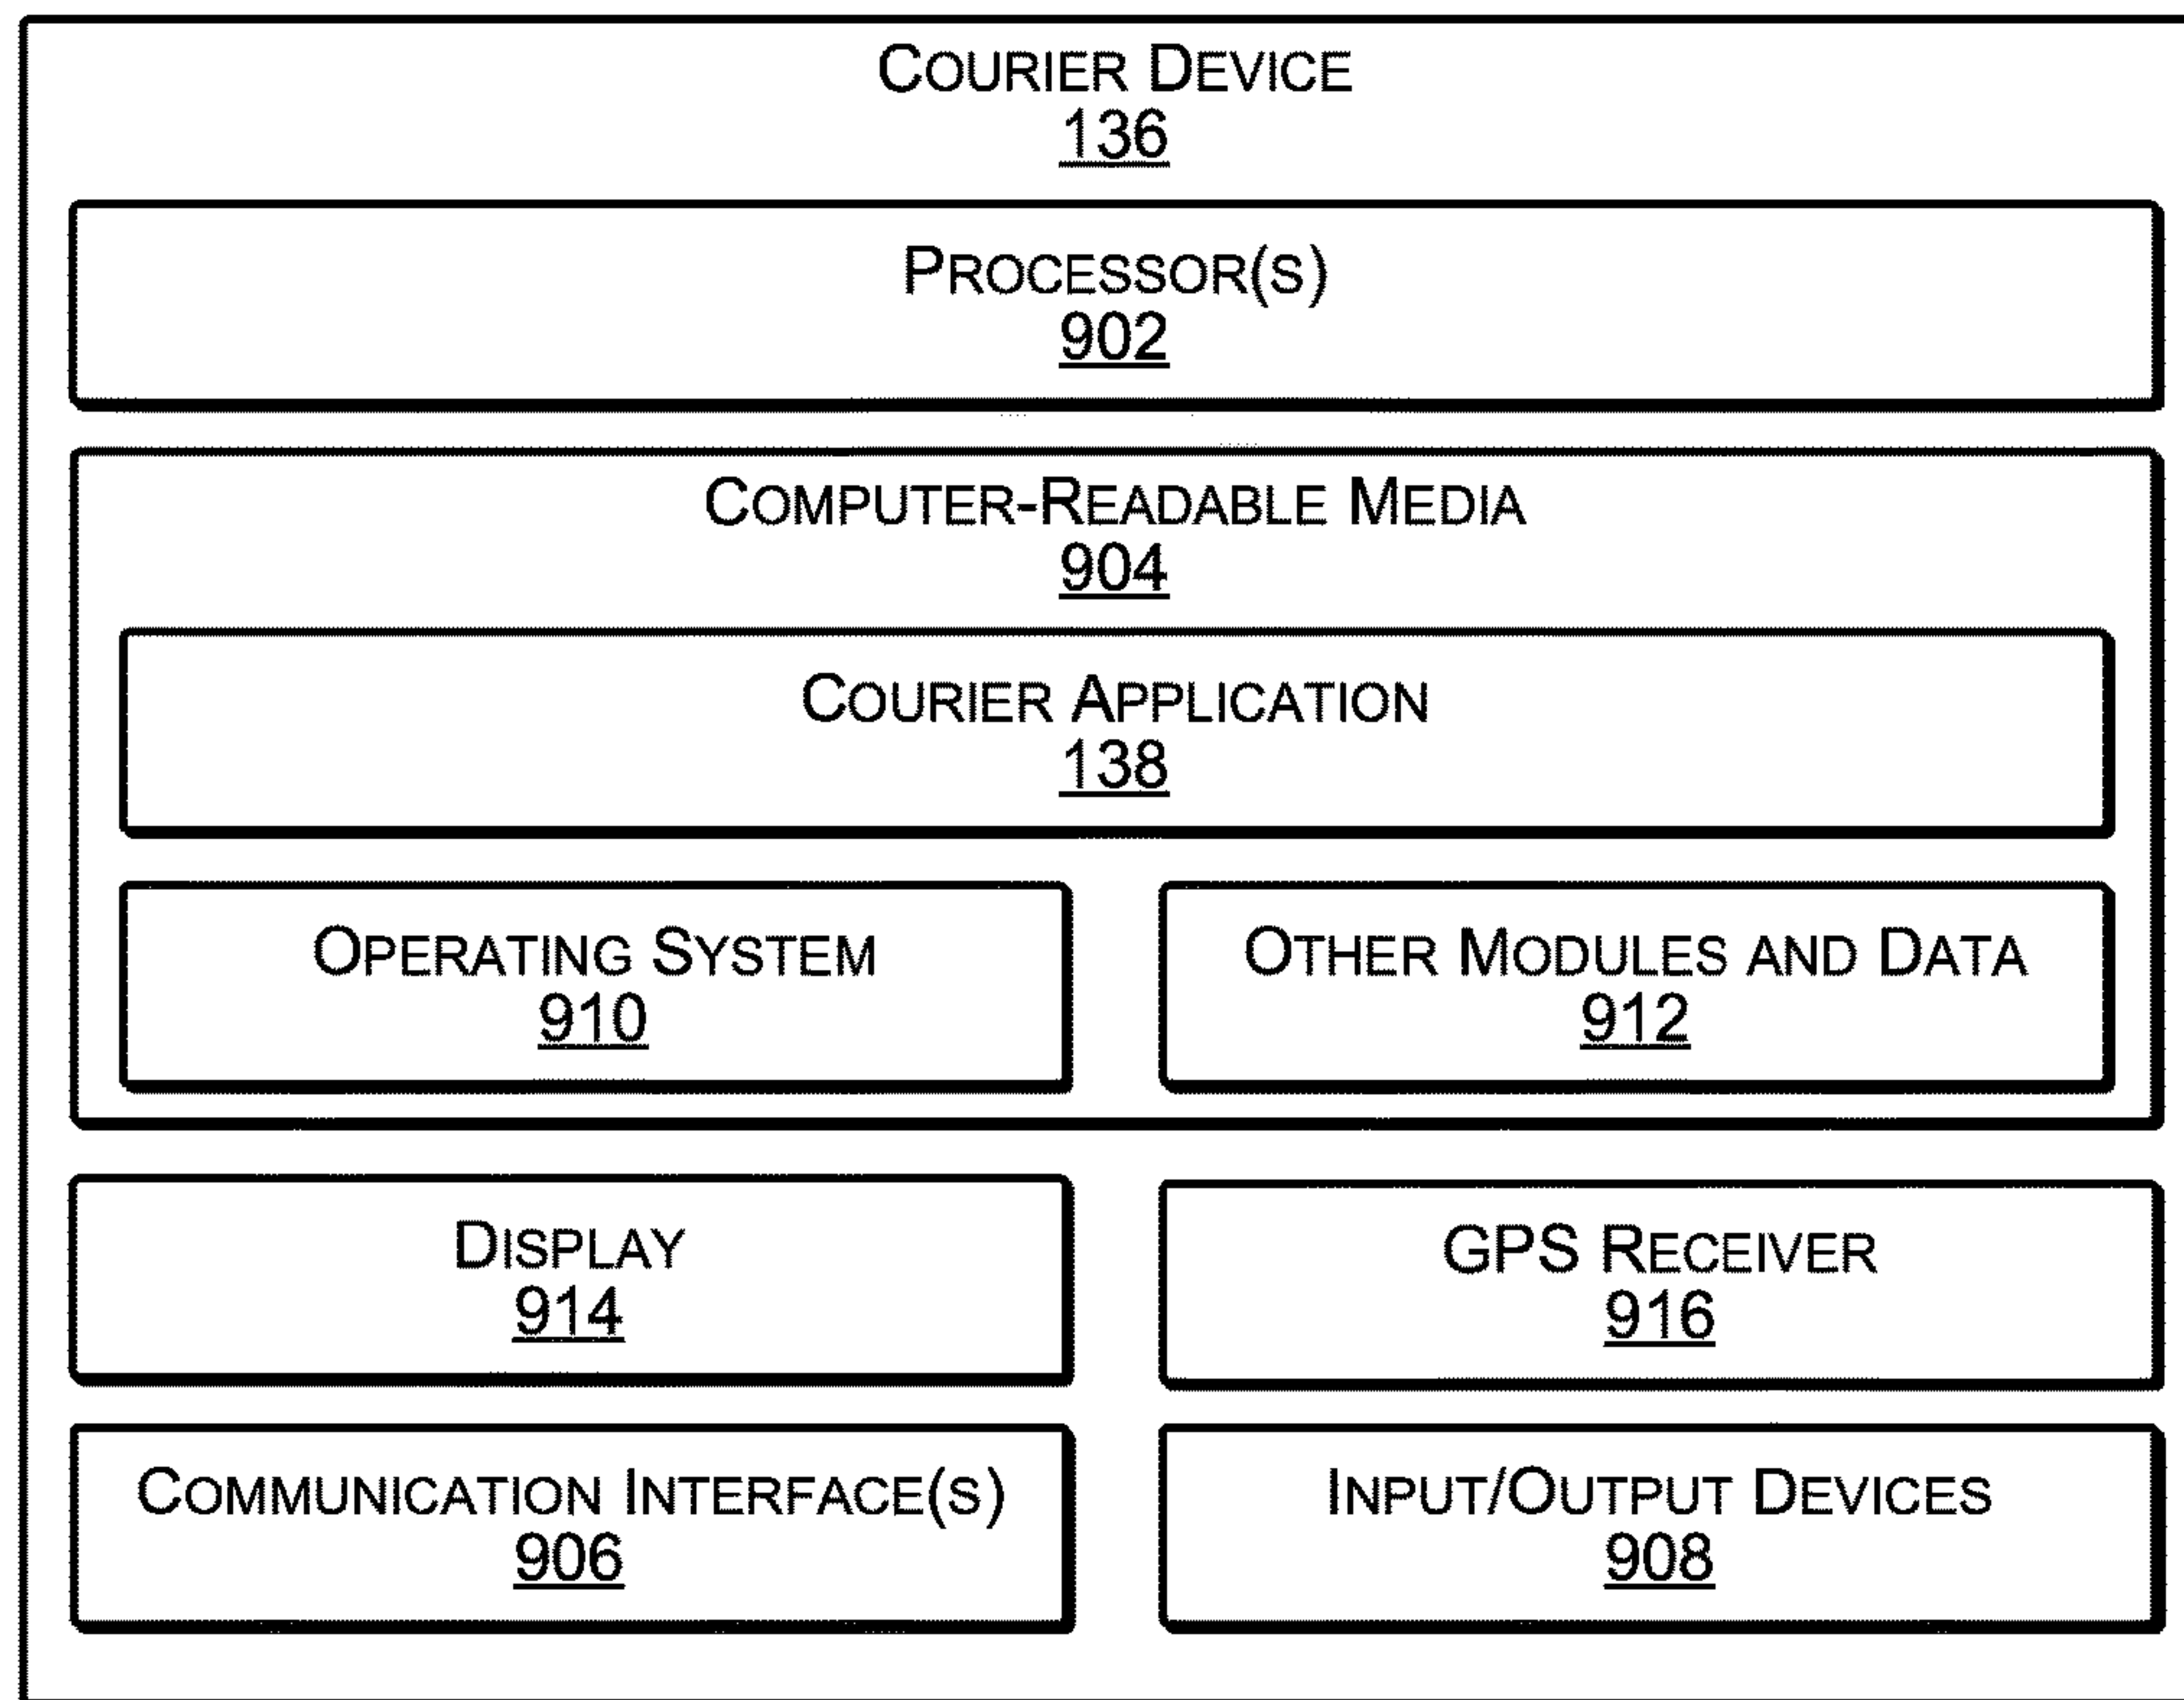 COURIER DEVICE
136
PROCESSOR(S)
902
COMPUTER-READABLE MEDIA
904
COURIER APPLICATION
138
OPERATING SYSTEM
910
OTHER MODULES AND DATA
912
DISPLAY
914
GPS RECEIVER
916
COMMUNICATION INTERFACE(S)
906
INPUT/OUTPUT DEVICES
908